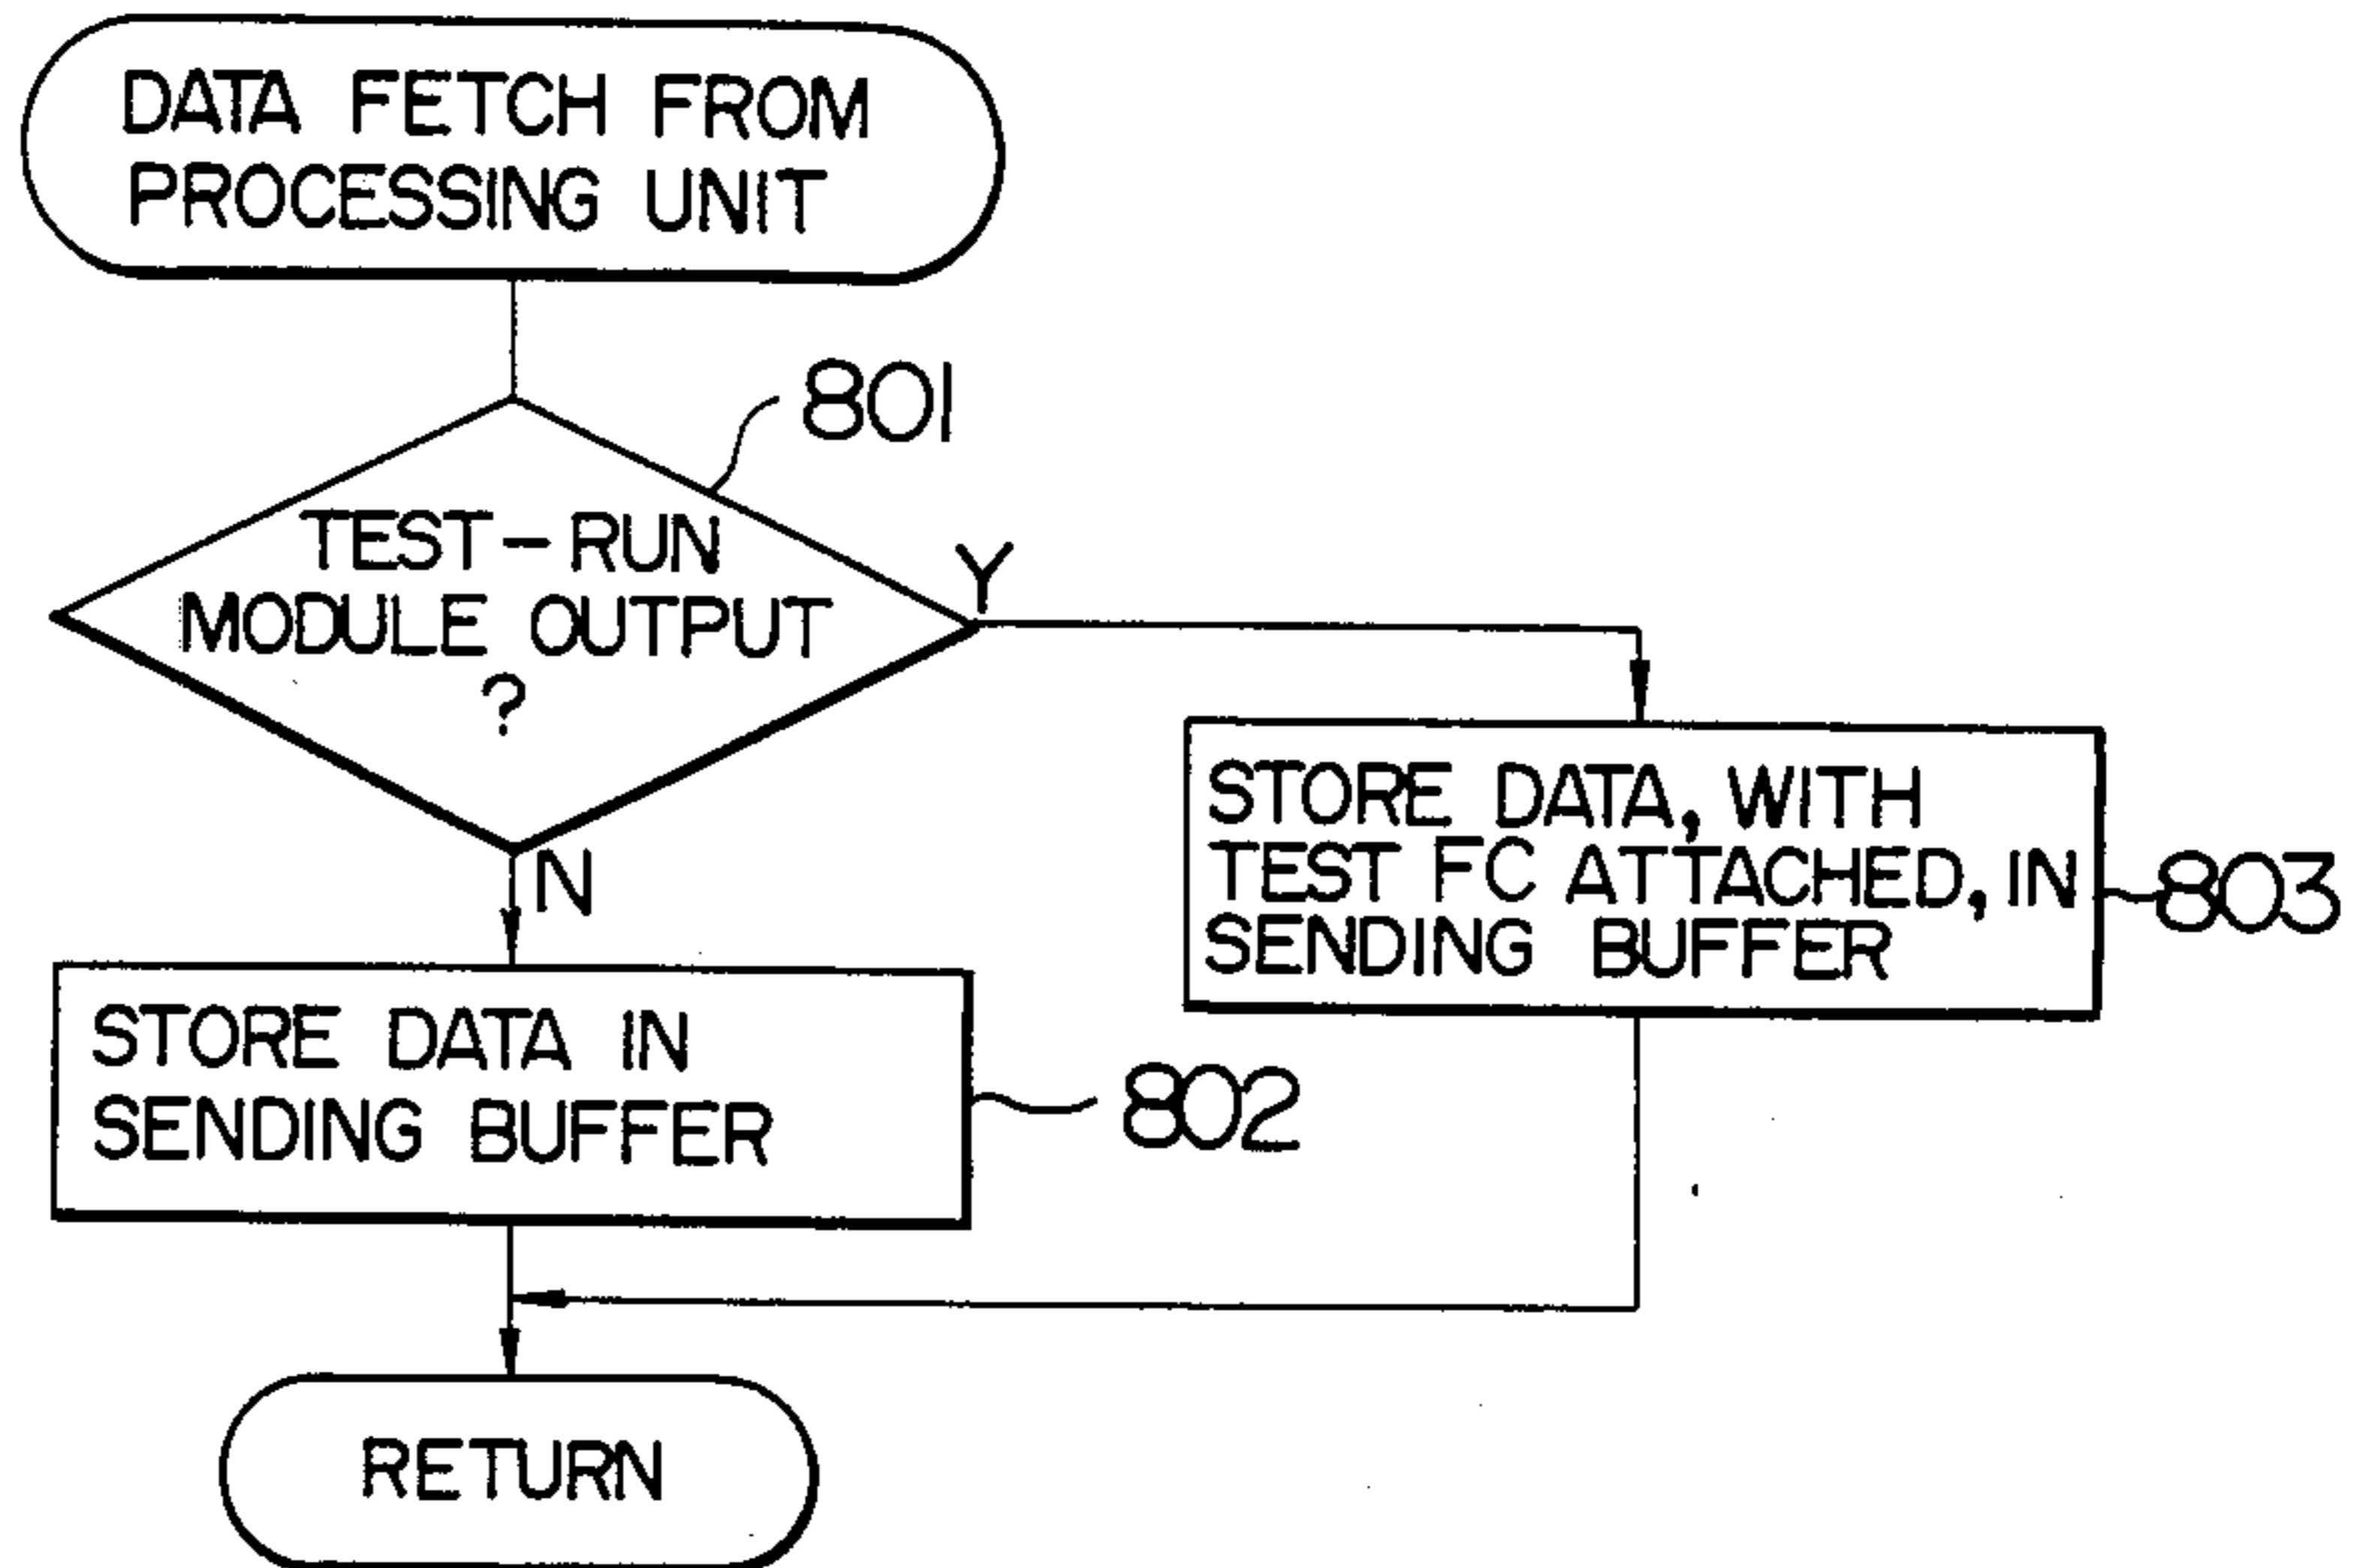 DATA FETCH FROM
PROCESSING UNIT
801
TEST-RUN
MODULE OUTPUT
?
Y
N
STORE DATA, WITH
TEST FC ATTACHED, IN
SENDING BUFFER
803
STORE DATA IN
SENDING BUFFER
802
RETURN